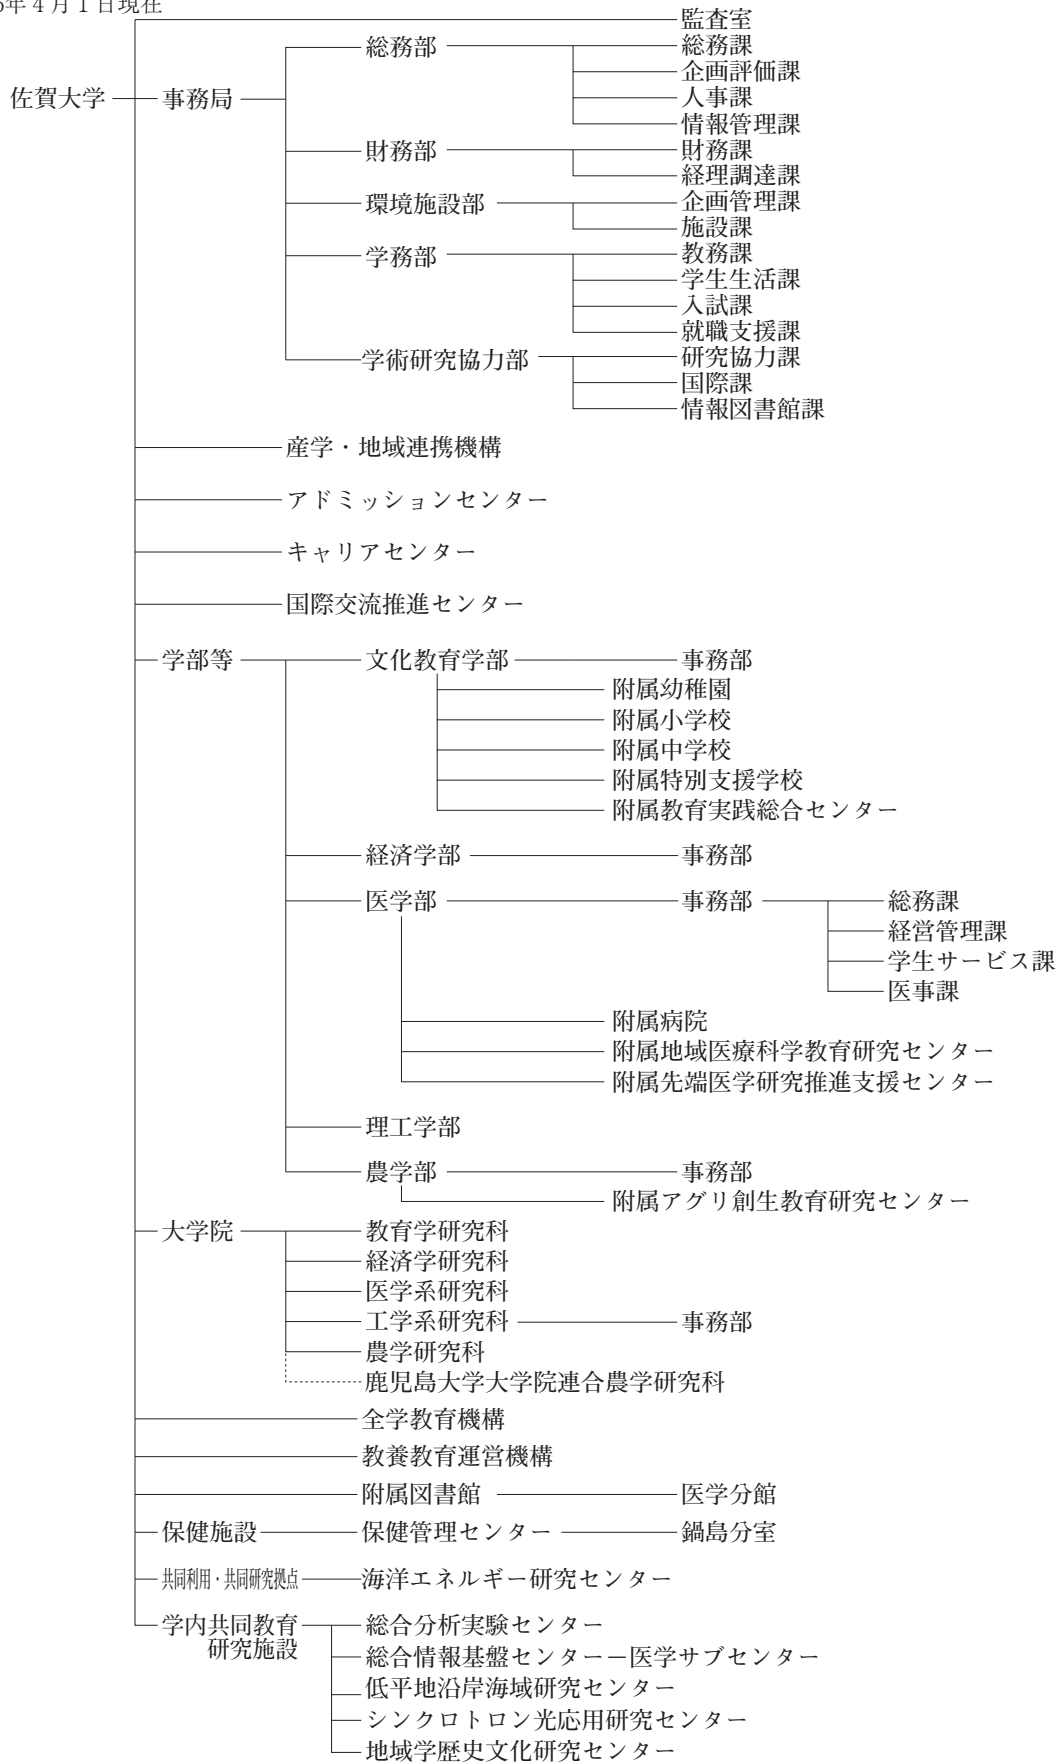 年4月1日現在
監査室
佐賀大学
事務局
総務部
総務課
企画評価課
人事課
情報管理課
財務部
財務課
経理調達課
環境施設部
企画管理課
施設課
学務部
教務課
学生生活課
入試課
就職支援課
学術研究協力部
研究協力課
国際課
情報図書館課
産学・地域連携機構
アドミッションセンター
キャリアセンター
国際交流推進センター
学部等
文化教育学部
事務部
附属幼稚園
附属小学校
附属中学校
附属特別支援学校
附属教育実践総合センター
経済学部
事務部
医学部
事務部
総務課
経営管理課
学生サービス課
医事課
附属病院
附属地域医療科学教育研究センター
附属先端医学研究推進支援センター
理工学部
農学部
事務部
附属アグリ創生教育研究センター
大学院
教育学研究科
経済学研究科
医学系研究科
工学系研究科
事務部
農学研究科
鹿児島大学大学院連合農学研究科
全学教育機構
教養教育運営機構
附属図書館
医学分館
保健施設
保健管理センター
鍋島分室
共同利用・共同研究拠点
海洋エネルギー研究センター
学内共同教育
研究施設
総合分析実験センター
総合情報基盤センター－医学サブセンター
低平地沿岸海域研究センター
シンクロトロン光応用研究センター
地域学歴史文化研究センター